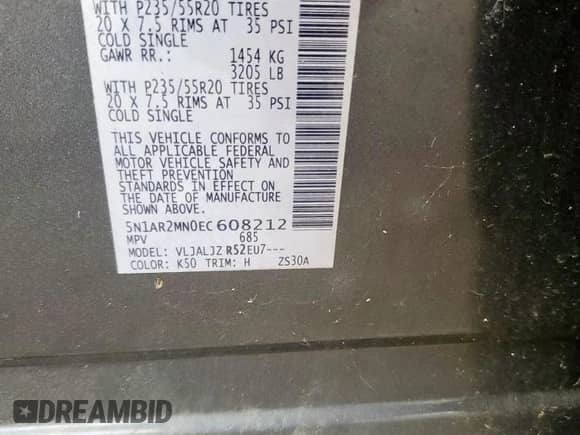 WITH P235/55R20 TIRES
20 X 7.5 RIMS AT 35 PSI
COLD SINGLE
GAWR RR.: 1454 KG
3205 LB
WITH P235/55R20 TIRES
20 X 7.5 RIMS AT 35 PSI
COLD SINGLE
THIS VEHICLE CONFORMS TO
ALL APPLICABLE FEDERAL
MOTOR VEHICLE SAFETY AND
THEFT PREVENTION
STANDARDS IN EFFECT ON
THE DATE OF MANUFACTURE
SHOWN ABOVE.
5N1AR2MN0EC608212
MPV 685
MODEL: VLJALJZ R52EU7---
COLOR: K50 TRIM: H ZS30A
DREAMBID